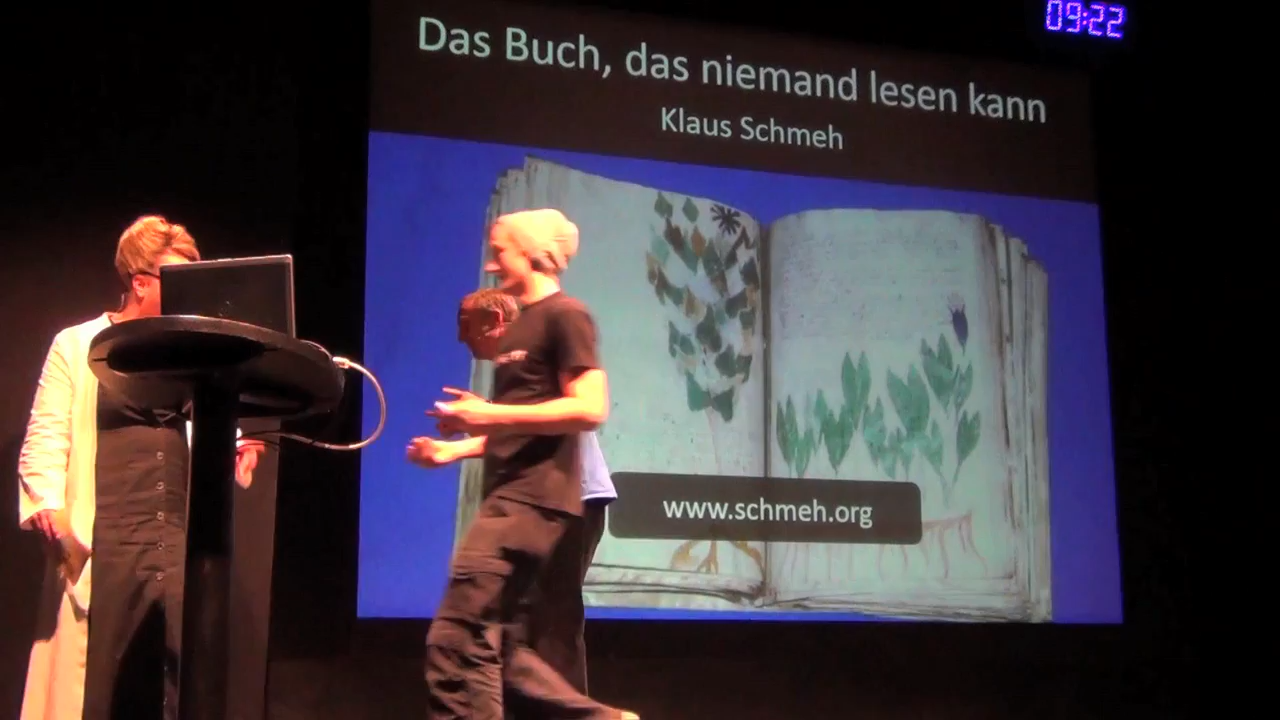 09:22
Das Buch, das niemand lesen kann
Klaus Schmeh
www.schmeh.org